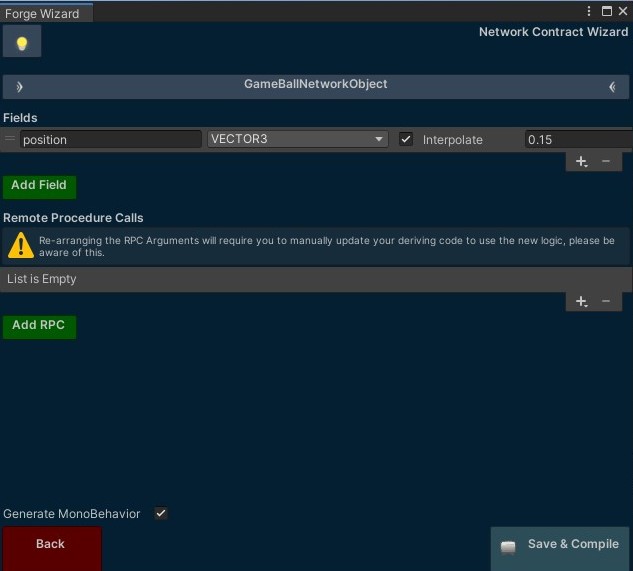 Forge Wizard
Network Contract Wizard
GameBallNetworkObject
Fields
position VECTOR3 Interpolate 0.15
Add Field
Remote Procedure Calls
Re-arranging the RPC Arguments will require you to manually update your deriving code to use the new logic, please be
aware of this.
List is Empty
Add RPC
Generate MonoBehavior
Back Save & Compile